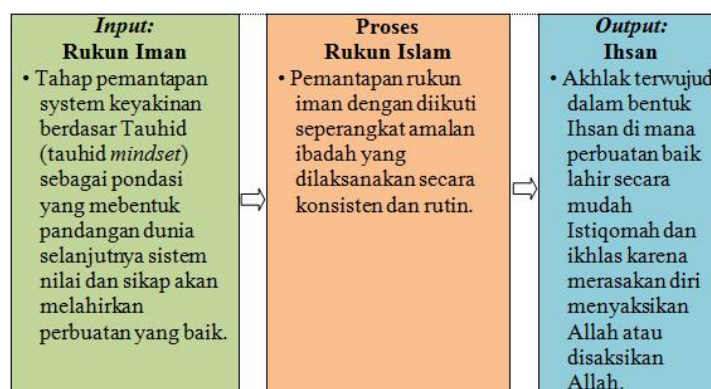 Input:
Rukun Iman
• Tahap pemantapan
system keyakinan
berdasar Tauhid
(tauhid mindset)
sebagai pondasi
yang mebentuk
pandangan dunia
selanjutnya sistem
nilai dan sikap akan
melahirkan
perbuatan yang baik.
Proses
Rukun Islam
• Pemantapan rukun
iman dengan diikuti
seperangkat amalan
ibadah yang
dilaksanakan secara
konsisten dan rutin.
Output:
Ihsan
• Akhlak terwujud
dalam bentuk
Ihsan di mana
perbuatan baik
lahir secara
mudah
Istiqomah dan
ikhlas karena
merasakan diri
menyaksikan
Allah atau
disaksikan
Allah.